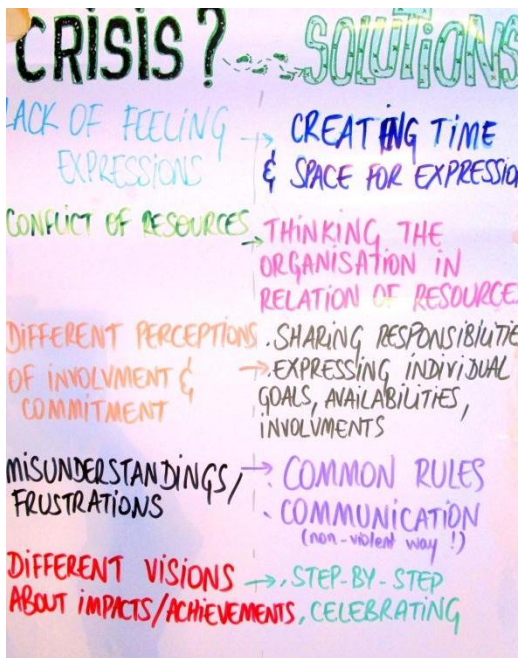 CRISIS? SOLUTIONS
LACK OF FEELING
EXPRESSIONS
→ CREATING TIME
& SPACE FOR EXPRESSION
CONFLICT OF RESOURCES
→ THINKING THE
ORGANISATION IN
RELATION OF RESOURCES
DIFFERENT PERCEPTIONS
OF INVOLVMENT &
COMMITMENT
. SHARING RESPONSIBILITIE
→. EXPRESSING INDIVIDUAL
GOALS, AVAILABILITIES,
INVOLVMENTS
MISUNDERSTANDINGS/
FRUSTRATIONS
→. COMMON RULES
. COMMUNICATION
(non-violent way!)
DIFFERENT VISIONS
ABOUT IMPACTS/ACHIEVEMENTS
→. STEP-BY-STEP
. CELEBRATING